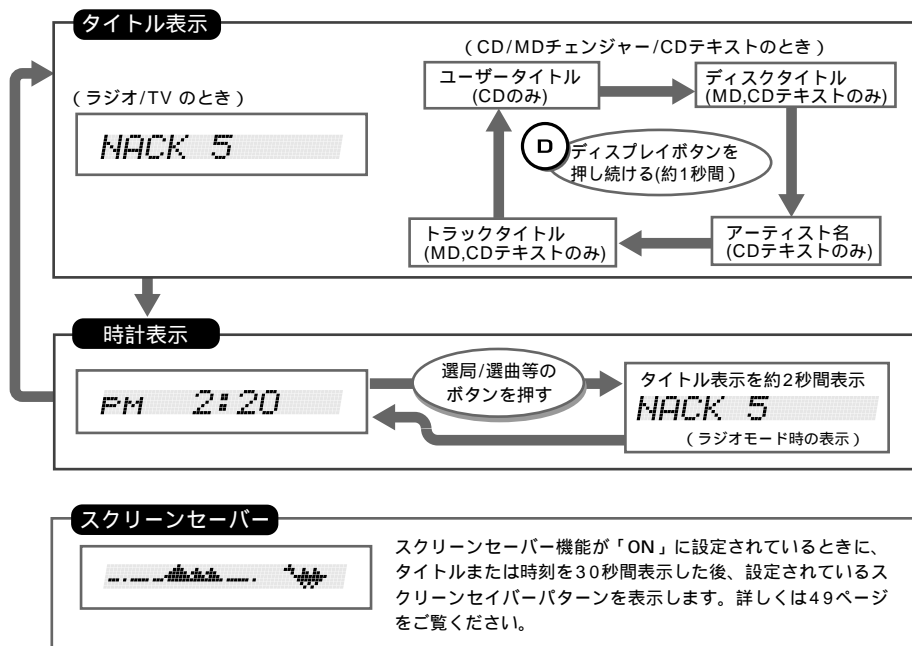 タイトル表示
(ラジオ/TV のとき)
NACK 5
(CD/MDチェンジャー/CDテキストのとき)
ユーザータイトル
(CDのみ)
ディスクタイトル
(MD,CDテキストのみ)
D
ディスプレイボタンを
押し続ける(約1秒間)
トラックタイトル
(MD,CDテキストのみ)
アーティスト名
(CDテキストのみ)
時計表示
PM 2:20
選局/選曲等の
ボタンを押す
タイトル表示を約2秒間表示
NACK 5
(ラジオモード時の表示)
スクリーンセーバー
スクリーンセーバー機能が「ON」に設定されているときに、
タイトルまたは時刻を30秒間表示した後、設定されているス
クリーンセイバーパターンを表示します。詳しくは49ページ
をご覧ください。